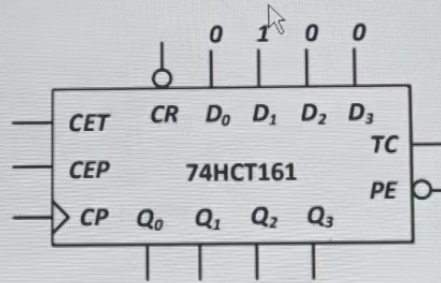 0 1 0 0
CET CR D₀ D₁ D₂ D₃
TC
CEP 74HCT161
PE
CP Q₀ Q₁ Q₂ Q₃